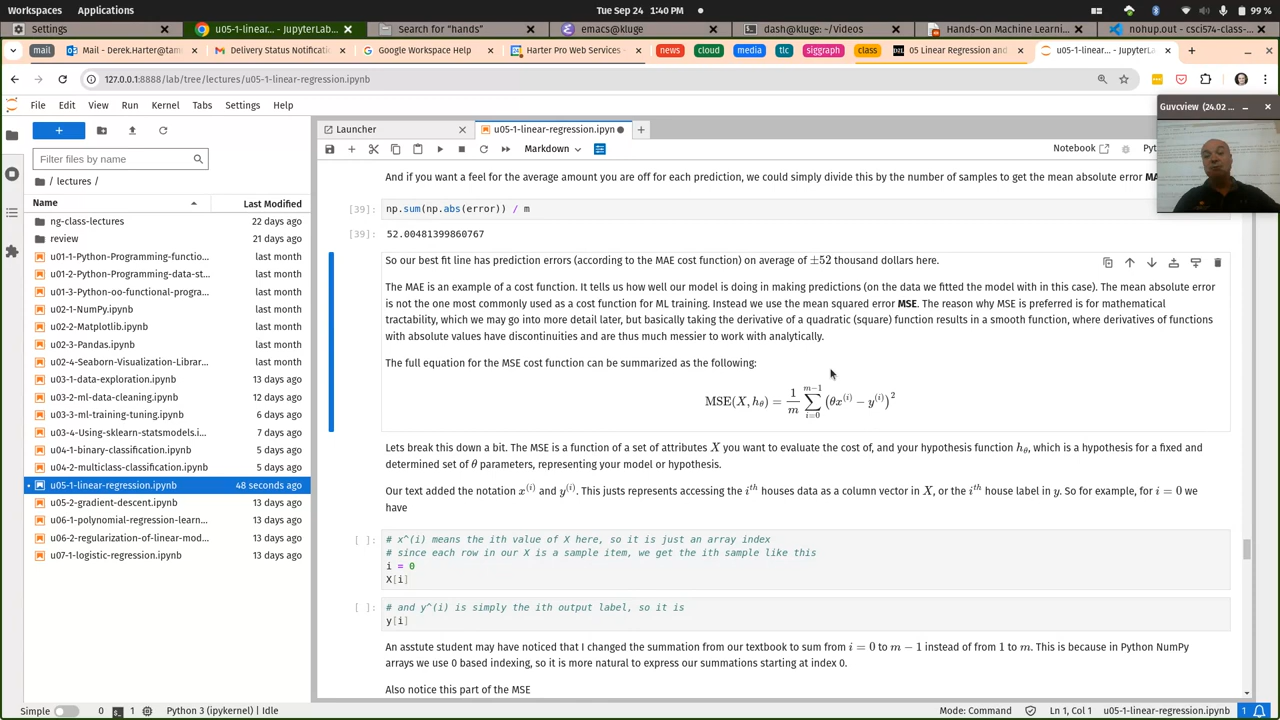 Workspaces Applications Tue Sep 24 1:40 PM 99 %
Settings u05-1-linear... - JupyterLab... Search for "hands" emacs@kluge dash@kluge: ~/Videos Hands-On Machine Learnin... nohup.out - csci574-class-...
mail Mail - Derek.Harter@tam... Delivery Status Notificati... Google Workspace Help Harter Pro Web Services - news cloud media tlc siggraph class 05 Linear Regression and u05-1-linear... - Jupyter
127.0.0.1:8888/lab/tree/lectures/u05-1-linear-regression.ipynb
Guvcview (24.02 ...
File Edit View Run Kernel Tabs Settings Help
Launcher u05-1-linear-regression.ipyn
Markdown Notebook Pyt
Filter files by name
/ lectures /
Name Last Modified
ng-class-lectures 22 days ago
review 21 days ago
u01-1-Python-Programming-functio... last month
u01-2-Python-Programming-data-st... last month
u01-3-Python-oo-functional-progra... last month
u02-1-NumPy.ipynb last month
u02-2-Matplotlib.ipynb last month
u02-3-Pandas.ipynb last month
u02-4-Seaborn-Visualization-Librar... last month
u03-1-data-exploration.ipynb 13 days ago
u03-2-ml-data-cleaning.ipynb 13 days ago
u03-3-ml-training-tuning.ipynb 6 days ago
u03-4-Using-sklearn-statsmodels.i... 7 days ago
u04-1-binary-classification.ipynb 5 days ago
u04-2-multiclass-classification.ipynb 5 days ago
u05-1-linear-regression.ipynb 48 seconds ago
u05-2-gradient-descent.ipynb 13 days ago
u06-1-polynomial-regression-learn... 13 days ago
u06-2-regularization-of-linear-mod... 13 days ago
u07-1-logistic-regression.ipynb 13 days ago
And if you want a feel for the average amount you are off for each prediction, we could simply divide this by the number of samples to get the mean absolute error MA
[39]: np.sum(np.abs(error)) / m
[39]: 52.00481399860767
So our best fit line has prediction errors (according to the MAE cost function) on average of ±52 thousand dollars here.
The MAE is an example of a cost function. It tells us how well our model is doing in making predictions (on the data we fitted the model with in this case). The mean absolute error
is not the one most commonly used as a cost function for ML training. Instead we use the mean squared error MSE. The reason why MSE is preferred is for mathematical
tractability, which we may go into more detail later, but basically taking the derivative of a quadratic (square) function results in a smooth function, where derivatives of functions
with absolute values have discontinuities and are thus much messier to work with analytically.
The full equation for the MSE cost function can be summarized as the following:
MSE(X, h_θ) = 1/m ∑_{i=0}^{m−1} (θx^(i) − y^(i))^2
Lets break this down a bit. The MSE is a function of a set of attributes X you want to evaluate the cost of, and your hypothesis function h_θ, which is a hypothesis for a fixed and
determined set of θ parameters, representing your model or hypothesis.
Our text added the notation x^(i) and y^(i). This justs represents accessing the i^th houses data as a column vector in X, or the i^th house label in y. So for example, for i = 0 we
have
[ ]: # x^(i) means the ith value of X here, so it is just an array index
# since each row in our X is a sample item, we get the ith sample like this
i = 0
X[i]
[ ]: # and y^(i) is simply the ith output label, so it is
y[i]
An asstute student may have noticed that I changed the summation from our textbook to sum from i = 0 to m − 1 instead of from 1 to m. This is because in Python NumPy
arrays we use 0 based indexing, so it is more natural to express our summations starting at index 0.
Also notice this part of the MSE
Simple 0 1 Python 3 (ipykernel) | Idle Mode: Command Ln 1, Col 1 u05-1-linear-regression.ipynb 1